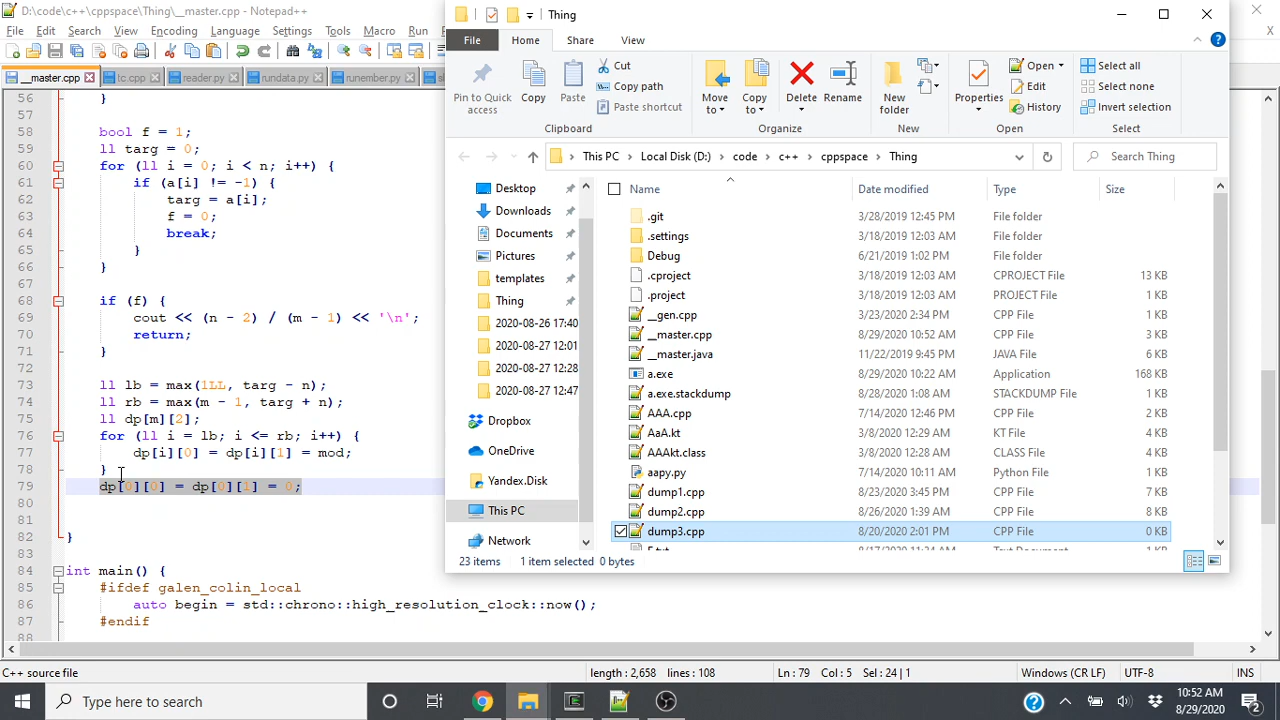 D:\code\c++\cppspace\Thing\__master.cpp - Notepad++
File Edit Search View Encoding Language Settings Tools Macro Run
__master.cpp tc.cpp reader.py rundata.py runember.py
56 }
57
58 bool f = 1;
59 ll targ = 0;
60 for (ll i = 0; i < n; i++) {
61 if (a[i] != -1) {
62 targ = a[i];
63 f = 0;
64 break;
65 }
66 }
67
68 if (f) {
69 cout << (n - 2) / (m - 1) << '\n';
70 return;
71 }
72
73 ll lb = max(1LL, targ - n);
74 ll rb = max(m - 1, targ + n);
75 ll dp[m][2];
76 for (ll i = lb; i <= rb; i++) {
77 dp[i][0] = dp[i][1] = mod;
78 }
79 dp[0][0] = dp[0][1] = 0;
80
81
82 }
83
84 int main() {
85 #ifdef galen_colin_local
86 auto begin = std::chrono::high_resolution_clock::now();
87 #endif
88
C++ source file length : 2,658 lines : 108 Ln : 79 Col : 5 Sel : 24 | 1 Windows (CR LF) UTF-8 INS
Thing
File Home Share View
Pin to Quick access Copy Paste Cut Copy path Paste shortcut
Move to Copy to Delete Rename New folder Properties Open Edit History Select all Select none Invert selection
Clipboard Organize New Open Select
This PC > Local Disk (D:) > code > c++ > cppspace > Thing Search Thing
Desktop
Downloads
Documents
Pictures
templates
Thing
2020-08-26 17:40
2020-08-27 12:01
2020-08-27 12:28
2020-08-27 12:47
Dropbox
OneDrive
Yandex.Disk
This PC
Network
Name Date modified Type Size
.git 3/28/2019 12:45 PM File folder
.settings 3/18/2019 12:03 AM File folder
Debug 6/21/2019 1:02 PM File folder
.cproject 3/18/2019 12:03 AM CPROJECT File 13 KB
.project 3/18/2019 12:03 AM PROJECT File 1 KB
__gen.cpp 3/23/2020 2:34 PM CPP File 1 KB
__master.cpp 8/29/2020 10:52 AM CPP File 3 KB
__master.java 11/22/2019 9:45 PM JAVA File 6 KB
a.exe 8/29/2020 10:22 AM Application 168 KB
a.exe.stackdump 8/28/2020 1:08 AM STACKDUMP File 1 KB
AAA.cpp 7/14/2020 12:46 PM CPP File 2 KB
AaA.kt 3/8/2020 12:29 AM KT File 3 KB
AAAkt.class 3/8/2020 12:28 AM CLASS File 4 KB
aapy.py 7/14/2020 10:11 AM Python File 1 KB
dump1.cpp 8/23/2020 3:45 PM CPP File 7 KB
dump2.cpp 8/26/2020 1:39 AM CPP File 8 KB
dump3.cpp 8/20/2020 2:01 PM CPP File 0 KB
23 items 1 item selected 0 bytes
Type here to search
10:52 AM
8/29/2020
2